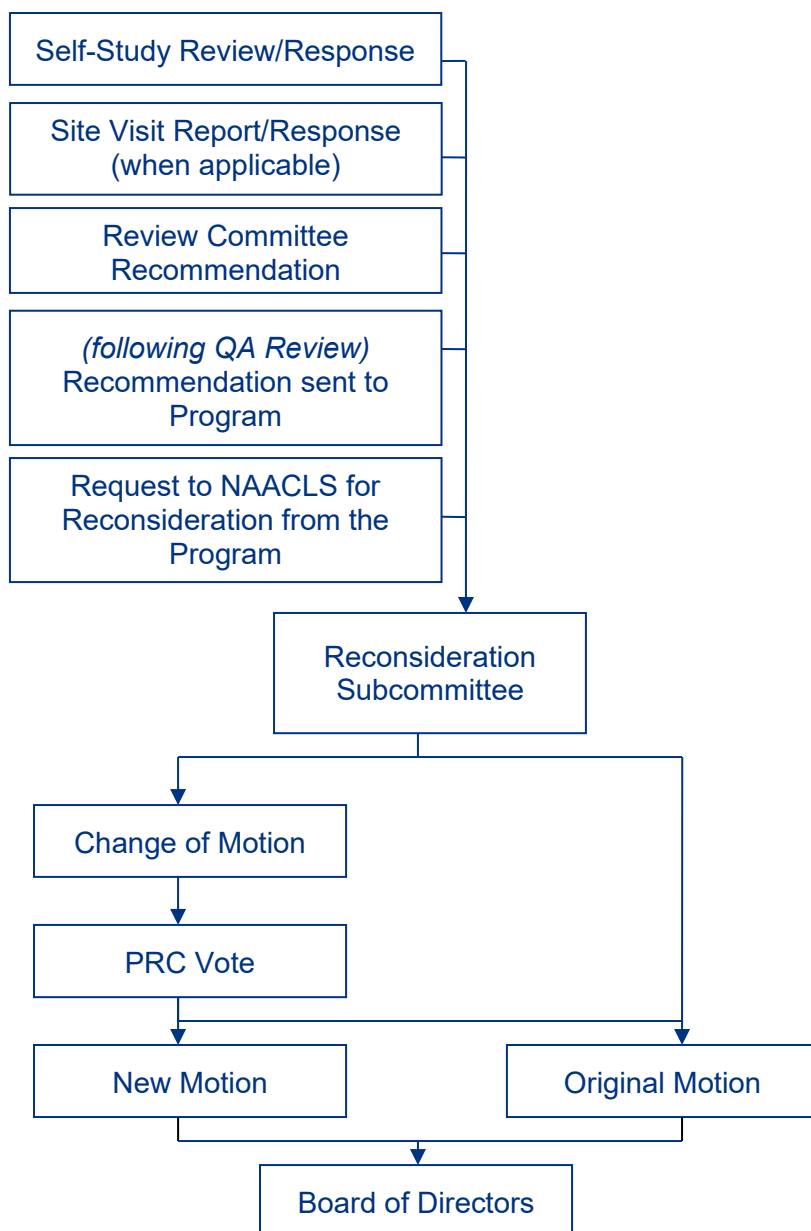 Self-Study Review/Response
Site Visit Report/Response
(when applicable)
Review Committee
Recommendation
(following QA Review)
Recommendation sent to
Program
Request to NAACLS for
Reconsideration from the
Program
Reconsideration
Subcommittee
Change of Motion
PRC Vote
New Motion
Original Motion
Board of Directors